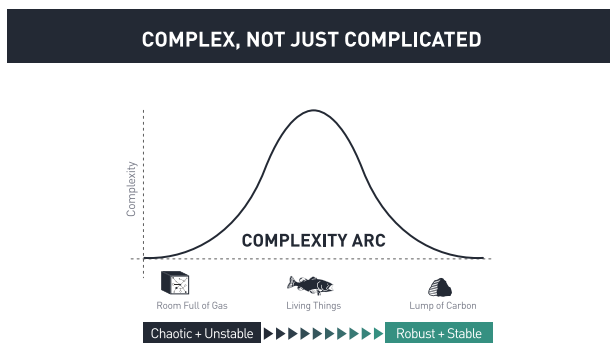 COMPLEX, NOT JUST COMPLICATED
Complexity
COMPLEXITY ARC
Room Full of Gas
Living Things
Lump of Carbon
Chaotic + Unstable
Robust + Stable